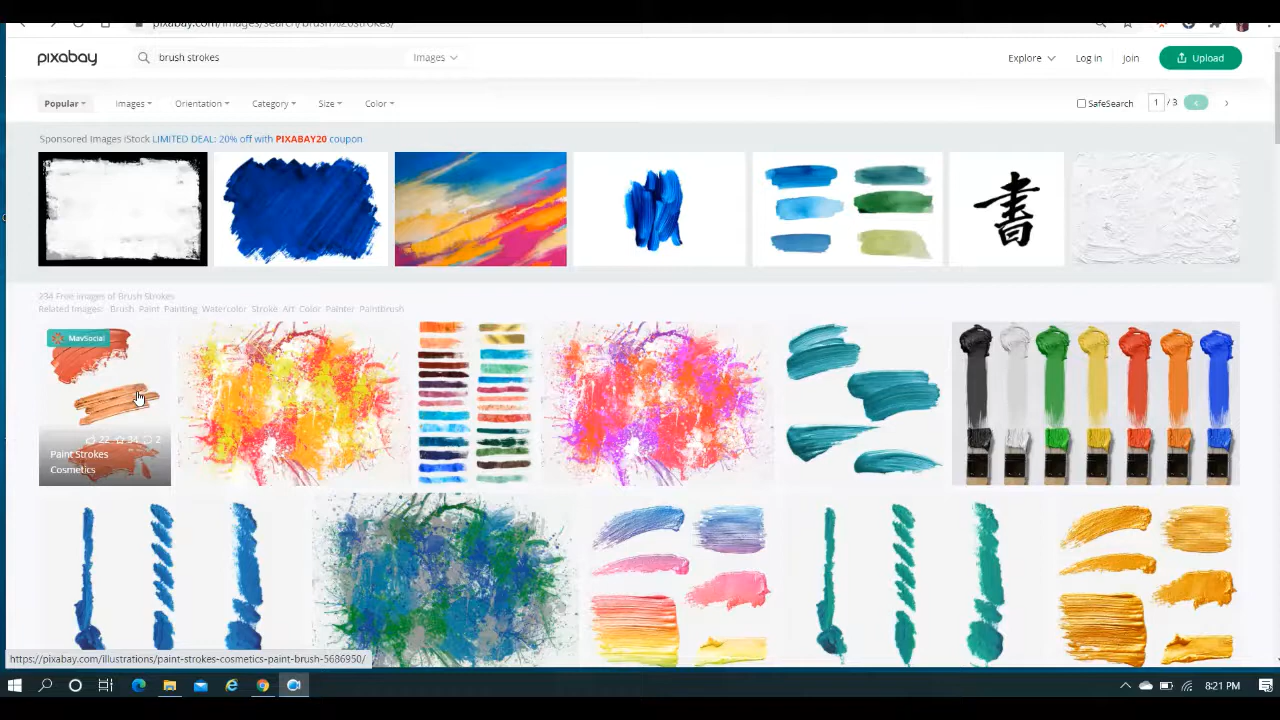 pixabay.com/images/search/brush%20strokes/
pixabay
brush strokes
Images
Explore
Log in
Join
Upload
Popular
Images
Orientation
Category
Size
Color
SafeSearch
1 / 3
Sponsored Images iStock LIMITED DEAL: 20% off with PIXABAY20 coupon
書
234 Free images of Brush Strokes
Related Images: Brush Paint Painting Watercolor Stroke Art Color Painter Paintbrush
MavSocial
22 34 2
Paint Strokes
Cosmetics
https://pixabay.com/illustrations/paint-strokes-cosmetics-paint-brush-5686950/
8:21 PM